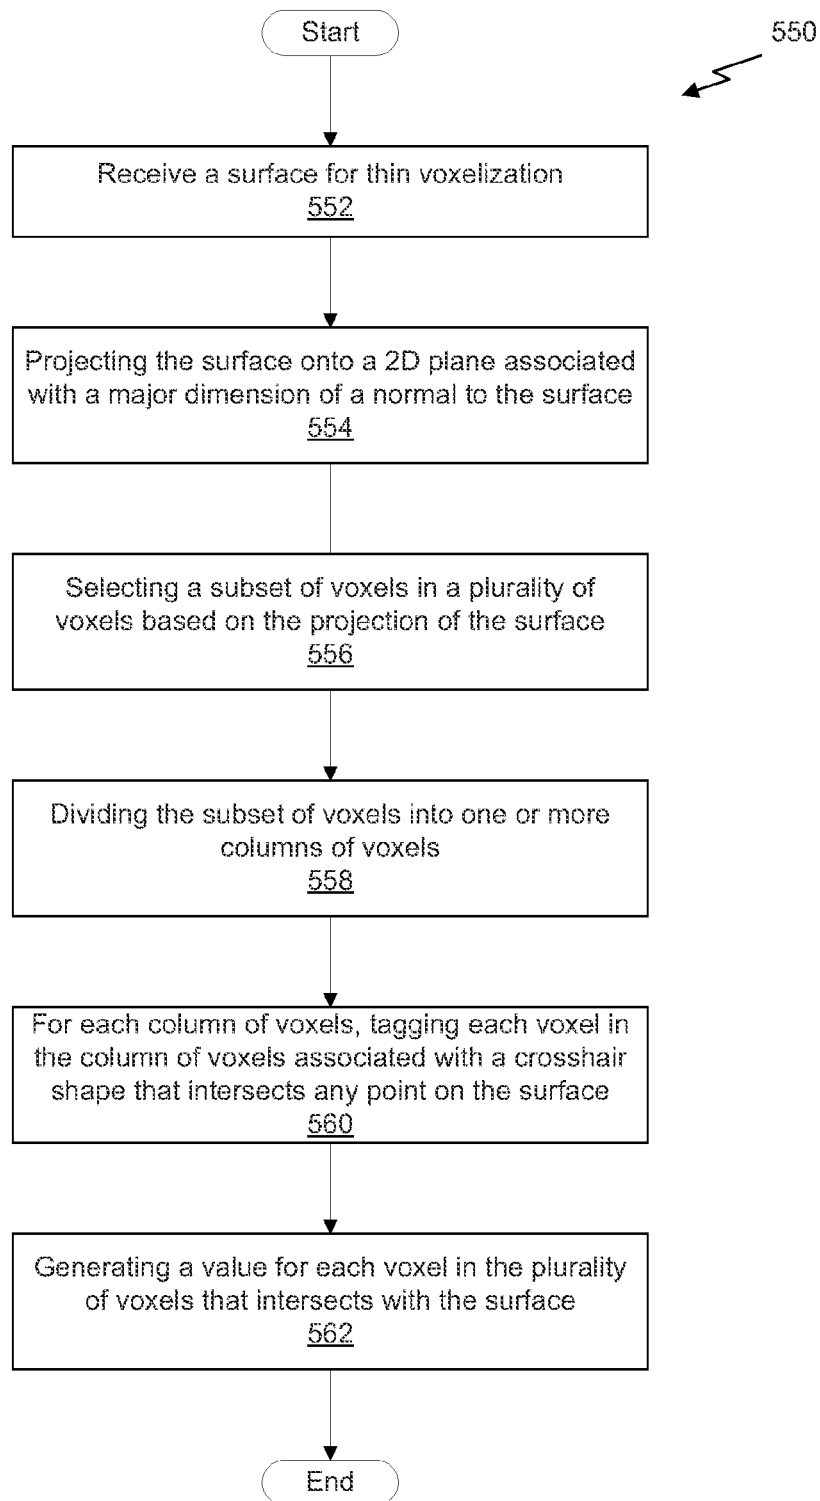 Start
550
Receive a surface for thin voxelization
552
Projecting the surface onto a 2D plane associated
with a major dimension of a normal to the surface
554
Selecting a subset of voxels in a plurality of
voxels based on the projection of the surface
556
Dividing the subset of voxels into one or more
columns of voxels
558
For each column of voxels, tagging each voxel in
the column of voxels associated with a crosshair
shape that intersects any point on the surface
560
Generating a value for each voxel in the plurality
of voxels that intersects with the surface
562
End